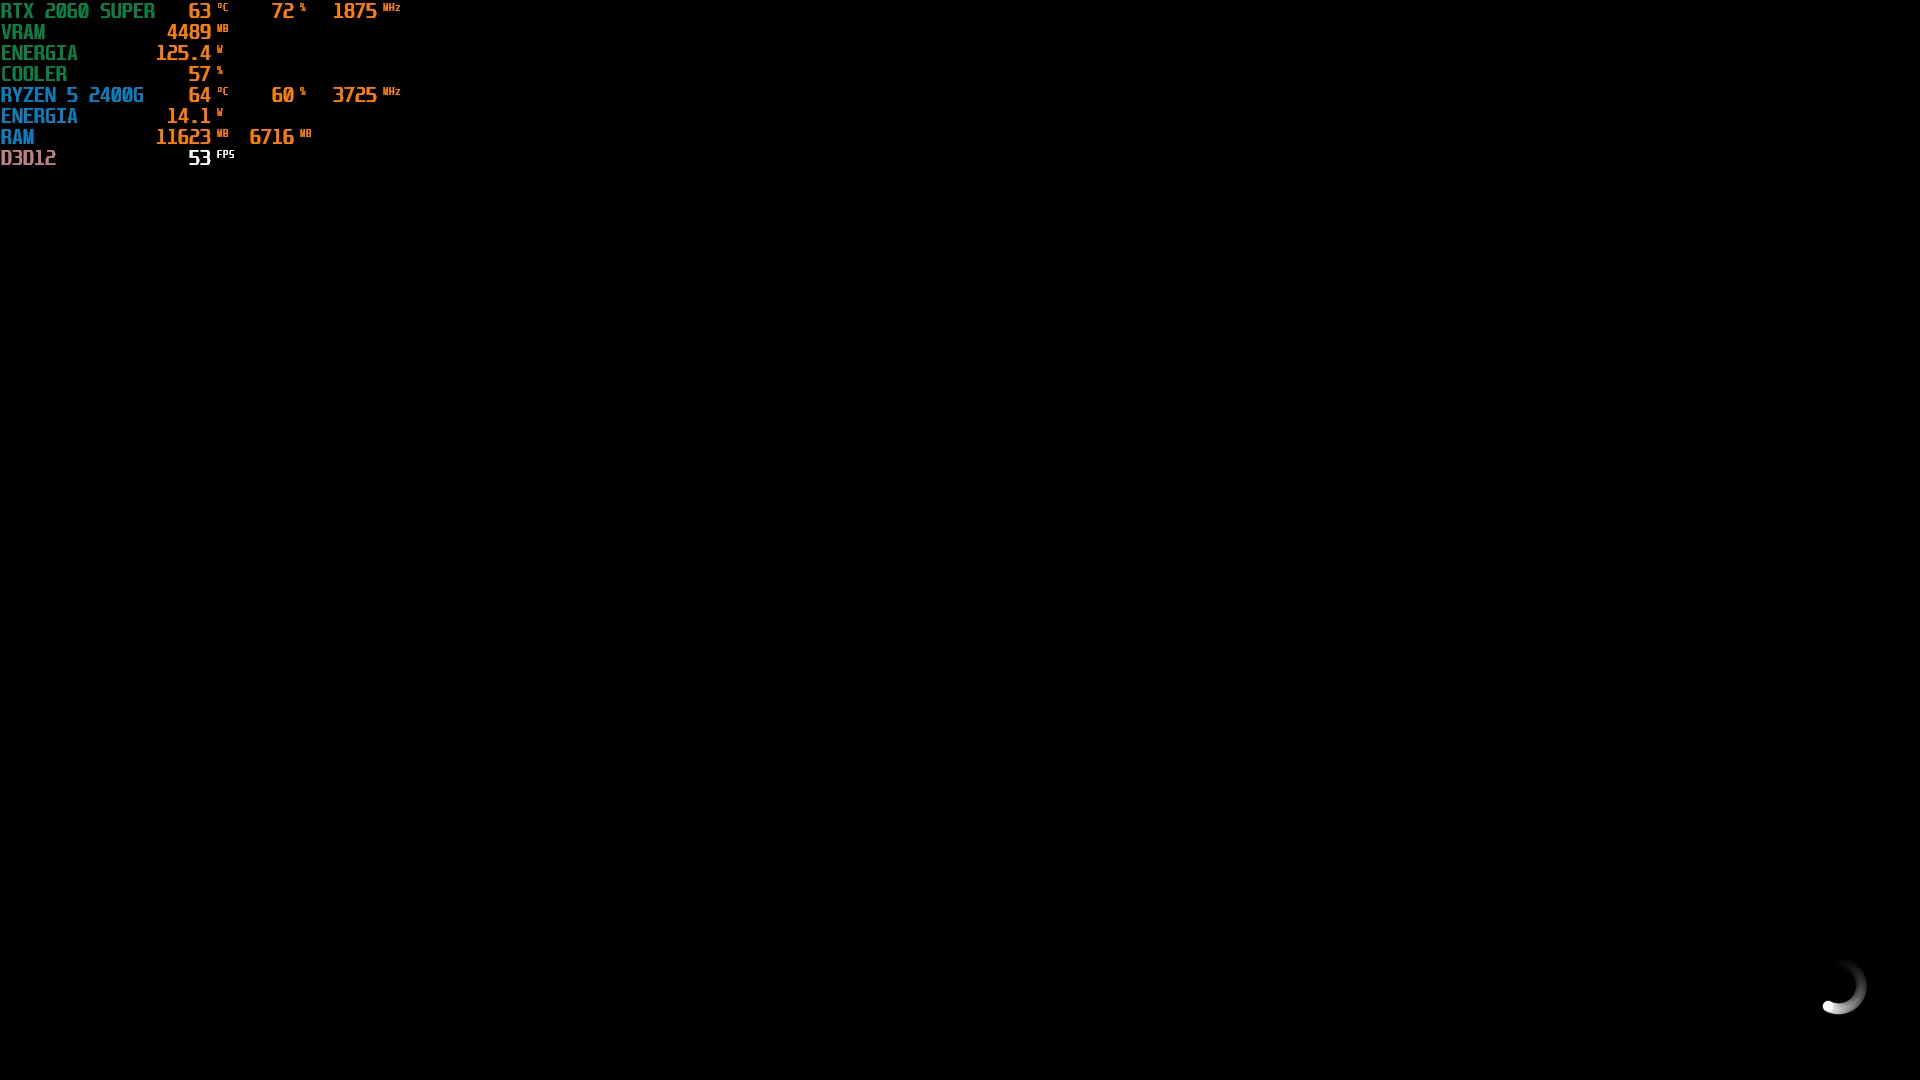 RTX 2060 SUPER 63 °C 72 % 1875 MHz
VRAM 4489 MB
ENERGIA 125.4 W
COOLER 57 %
RYZEN 5 2400G 64 °C 60 % 3725 MHz
ENERGIA 14.1 W
RAM 11623 MB 6716 MB
D3D12 53 FPS